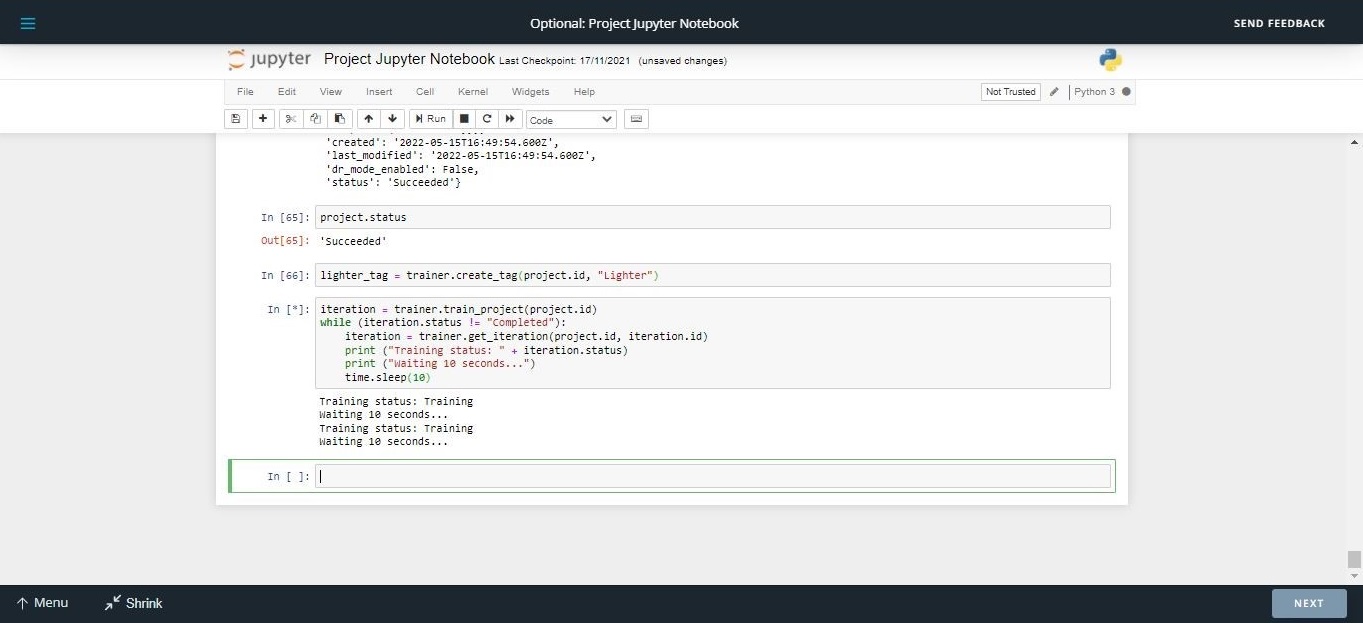 Optional: Project Jupyter Notebook
SEND FEEDBACK
jupyter Project Jupyter Notebook Last Checkpoint: 17/11/2021 (unsaved changes)
File Edit View Insert Cell Kernel Widgets Help
Not Trusted Python 3
Run
Code
'created': '2022-05-15T16:49:54.600Z',
'last_modified': '2022-05-15T16:49:54.600Z',
'dr_mode_enabled': False,
'status': 'Succeeded'}
In [65]: project.status
Out[65]: 'Succeeded'
In [66]: lighter_tag = trainer.create_tag(project.id, "Lighter")
In [*]: iteration = trainer.train_project(project.id)
while (iteration.status != "Completed"):
    iteration = trainer.get_iteration(project.id, iteration.id)
    print ("Training status: " + iteration.status)
    print ("Waiting 10 seconds...")
    time.sleep(10)
Training status: Training
Waiting 10 seconds...
Training status: Training
Waiting 10 seconds...
In [ ]:
Menu Shrink
NEXT